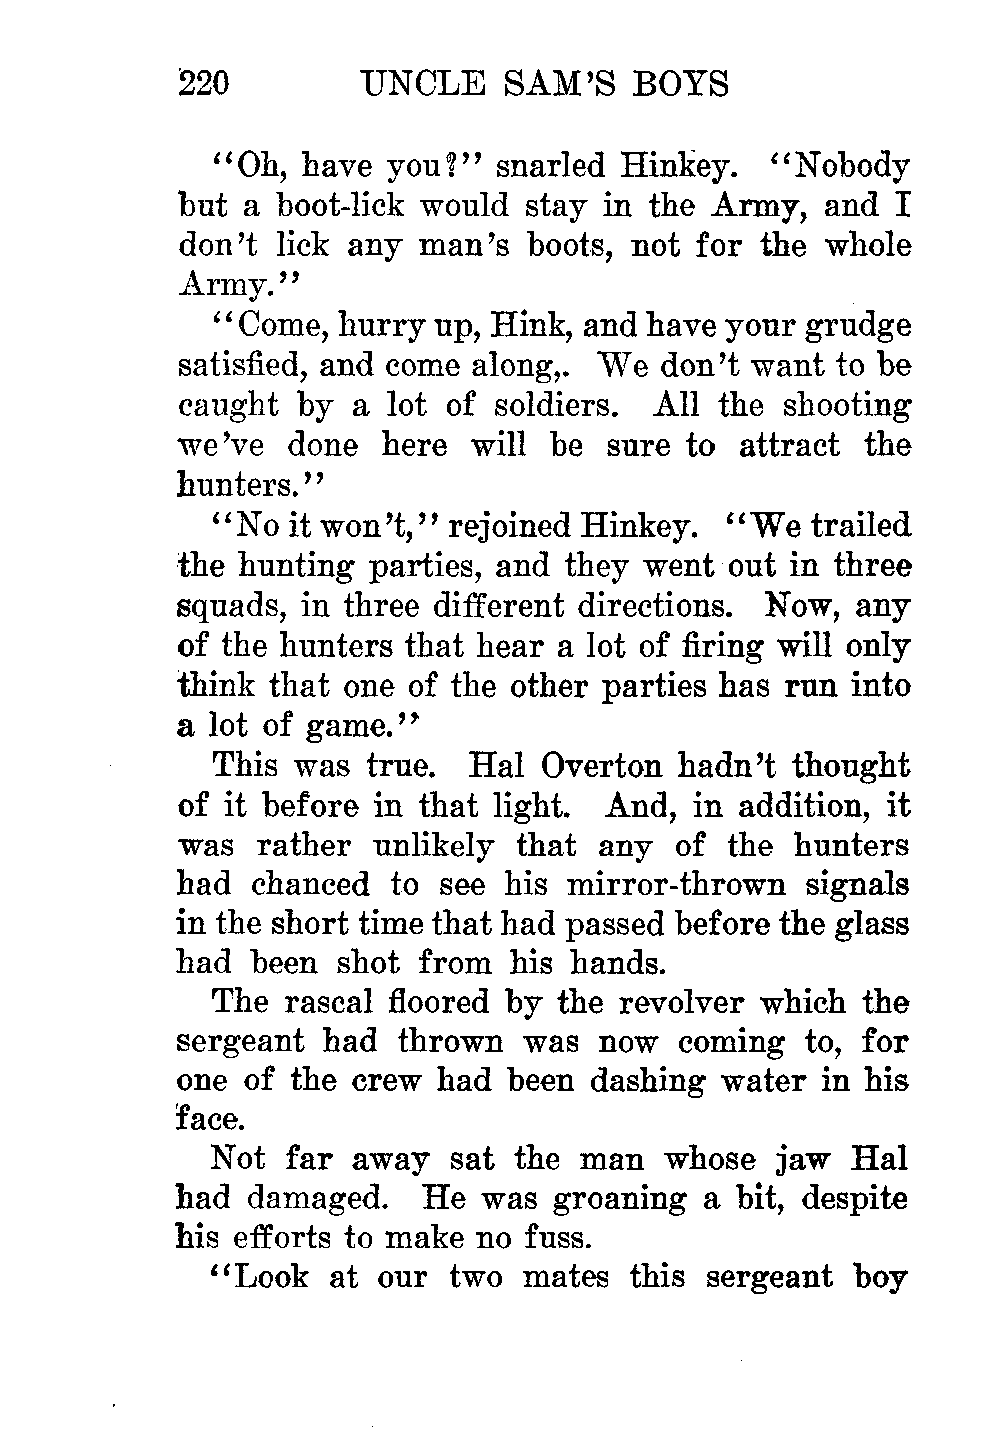 220 UNCLE SAM'S BOYS
"Oh, have you?" snarled Hinkey. "Nobody
but a boot-lick would stay in the Army, and I
don't lick any man's boots, not for the whole
Army."
"Come, hurry up, Hink, and have your grudge
satisfied, and come along,. We don't want to be
caught by a lot of soldiers. All the shooting
we've done here will be sure to attract the
hunters."
"No it won't," rejoined Hinkey. "We trailed
the hunting parties, and they went out in three
squads, in three different directions. Now, any
of the hunters that hear a lot of firing will only
think that one of the other parties has run into
a lot of game."
This was true. Hal Overton hadn't thought
of it before in that light. And, in addition, it
was rather unlikely that any of the hunters
had chanced to see his mirror-thrown signals
in the short time that had passed before the glass
had been shot from his hands.
The rascal floored by the revolver which the
sergeant had thrown was now coming to, for
one of the crew had been dashing water in his
face.
Not far away sat the man whose jaw Hal
had damaged. He was groaning a bit, despite
his efforts to make no fuss.
"Look at our two mates this sergeant boy